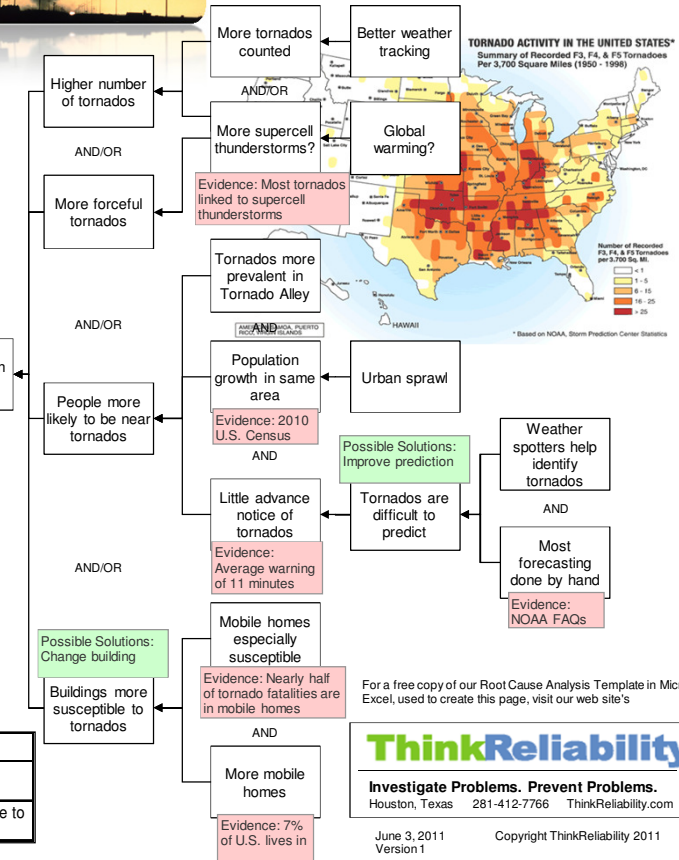 More tornados
counted
Better weather
tracking
TORNADO ACTIVITY IN THE UNITED STATES*
Summary of Recorded F3, F4, & F5 Tornadoes
Per 3,700 Square Miles (1950 - 1998)
Higher number
of tornados
AND/OR
More supercell
thunderstorms?
Global
warming?
AND/OR
Evidence: Most tornados
linked to supercell
thunderstorms
More forceful
tornados
Tornados more
prevalent in
Tornado Alley
Number of Recorded
F3, F4, & F5 Tornadoes
per 3,700 Sq. Mi.
< 1
1 - 5
6 - 15
16 - 25
> 25
HAWAII
* Based on NOAA, Storm Prediction Center Statistics
AND/OR
AND
Population
growth in same
area
Urban sprawl
Evidence: 2010
U.S. Census
People more
likely to be near
tornados
AND
Possible Solutions:
Improve prediction
Weather
spotters help
identify
tornados
Little advance
notice of
tornados
Tornados are
difficult to
predict
AND
Evidence:
Average warning
of 11 minutes
Most
forecasting
done by hand
Evidence:
NOAA FAQs
AND/OR
Mobile homes
especially
susceptible
Possible Solutions:
Change building
Evidence: Nearly half
of tornado fatalities are
in mobile homes
Buildings more
susceptible to
tornados
AND
More mobile
homes
Evidence: 7%
of U.S. lives in
For a free copy of our Root Cause Analysis Template in Mic
Excel, used to create this page, visit our web site's
ThinkReliability
Investigate Problems. Prevent Problems.
Houston, Texas 281-412-7766 ThinkReliability.com
e to
June 3, 2011 Copyright ThinkReliability 2011
Version 1